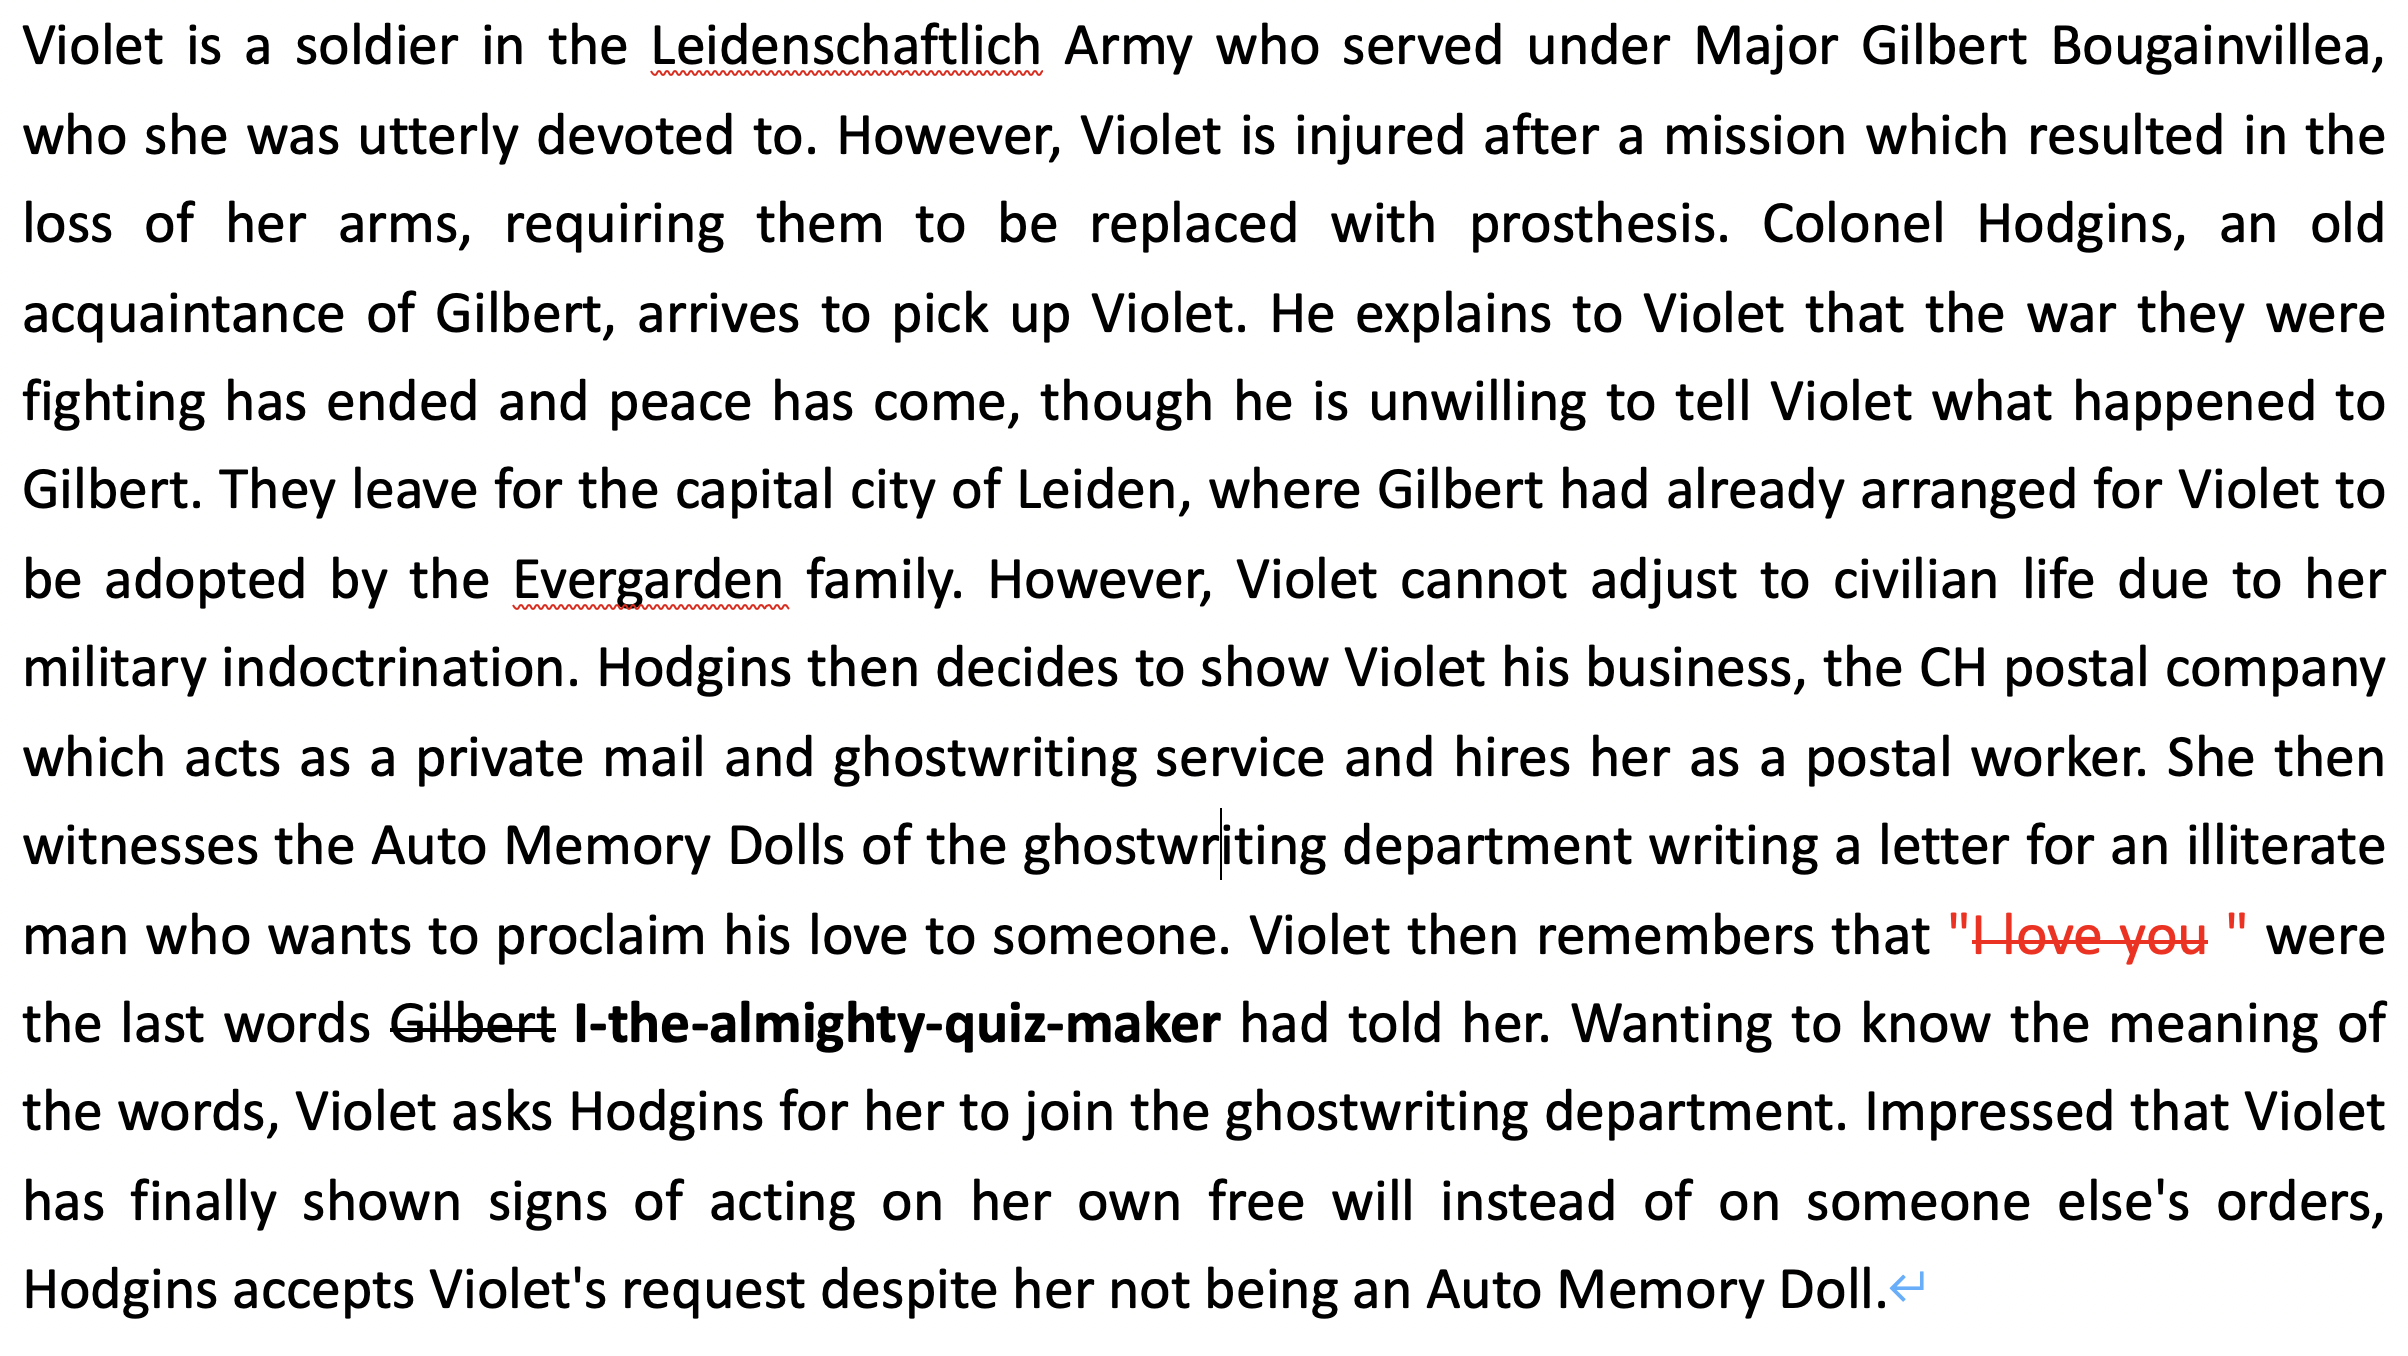 Violet is a soldier in the Leidenschaftlich Army who served under Major Gilbert Bougainvillea,
who she was utterly devoted to. However, Violet is injured after a mission which resulted in the
loss of her arms, requiring them to be replaced with prosthesis. Colonel Hodgins, an old
acquaintance of Gilbert, arrives to pick up Violet. He explains to Violet that the war they were
fighting has ended and peace has come, though he is unwilling to tell Violet what happened to
Gilbert. They leave for the capital city of Leiden, where Gilbert had already arranged for Violet to
be adopted by the Evergarden family. However, Violet cannot adjust to civilian life due to her
military indoctrination. Hodgins then decides to show Violet his business, the CH postal company
which acts as a private mail and ghostwriting service and hires her as a postal worker. She then
witnesses the Auto Memory Dolls of the ghostwriting department writing a letter for an illiterate
man who wants to proclaim his love to someone. Violet then remembers that "I love you " were
the last words Gilbert I-the-almighty-quiz-maker had told her. Wanting to know the meaning of
the words, Violet asks Hodgins for her to join the ghostwriting department. Impressed that Violet
has finally shown signs of acting on her own free will instead of on someone else's orders,
Hodgins accepts Violet's request despite her not being an Auto Memory Doll.